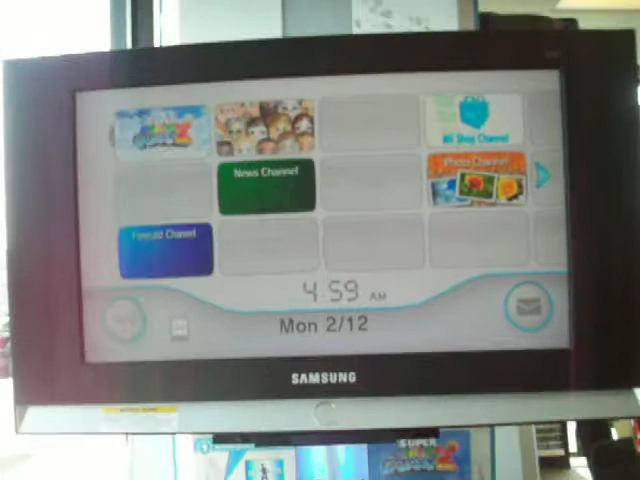 Wii Shop Channel
News Channel
Photo Channel
Forecast Channel
4:59 AM
Mon 2/12
SAMSUNG
SUPER